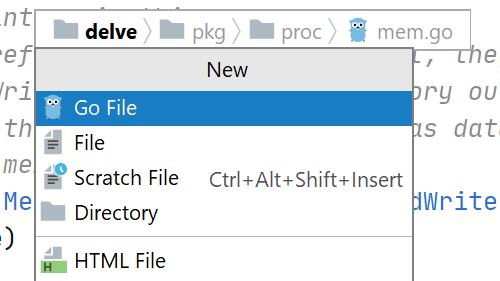 delve pkg proc mem.go
New
Go File
File
Scratch File Ctrl+Alt+Shift+Insert
Directory
HTML File